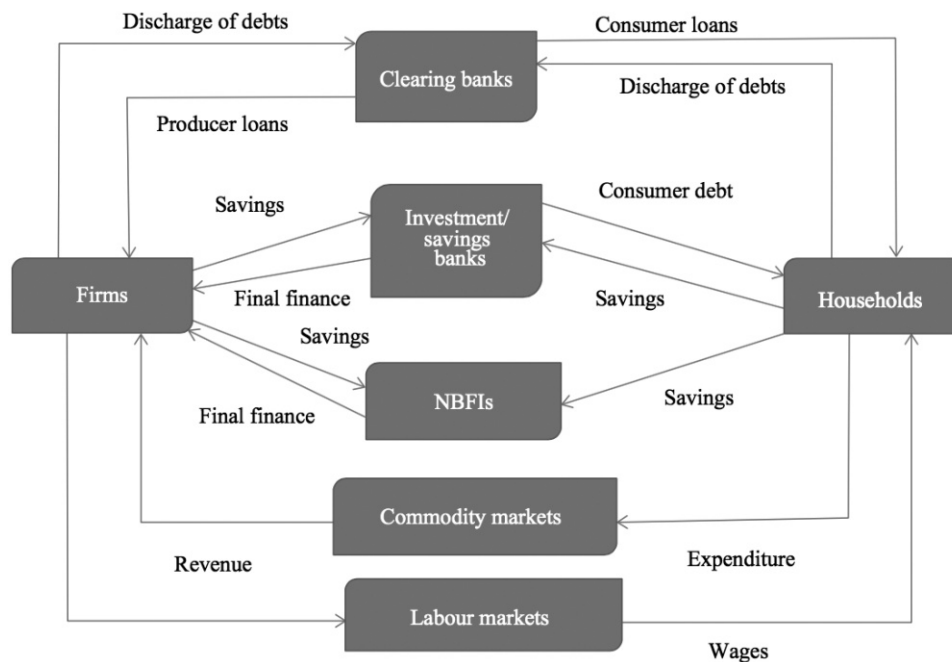 Discharge of debts
Consumer loans
Clearing banks
Discharge of debts
Producer loans
Savings
Consumer debt
Investment/
savings
banks
Firms
Final finance
Savings
Households
Savings
NBFIs
Savings
Final finance
Commodity markets
Revenue
Expenditure
Labour markets
Wages